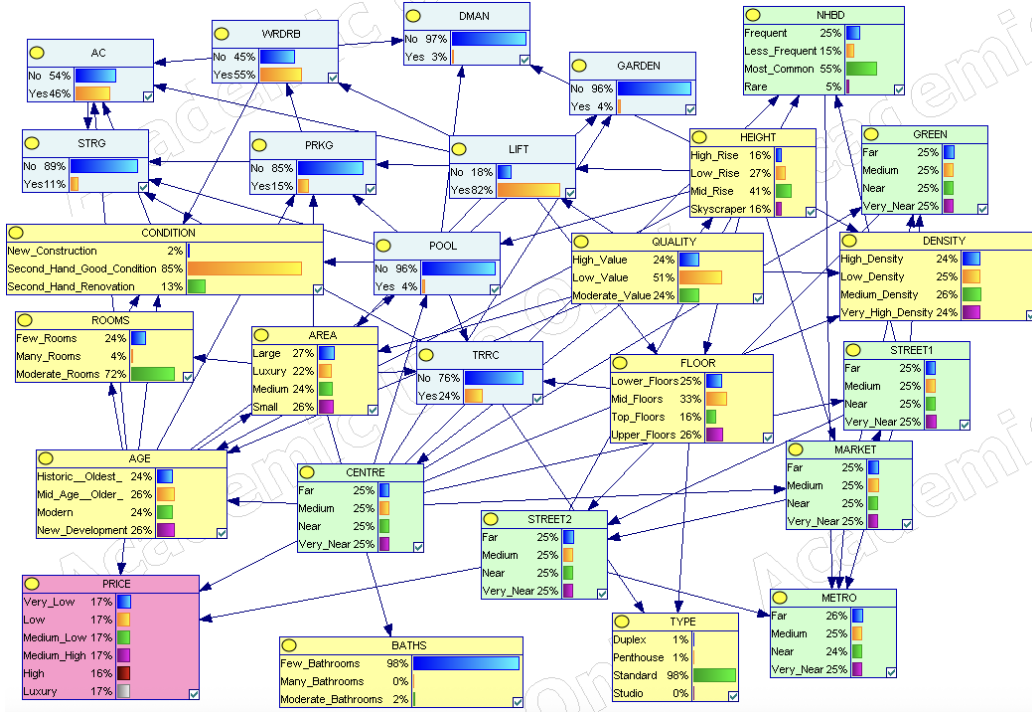 DMAN
No 97%
Yes 3%
NHBD
Frequent 25%
Less_Frequent 15%
Most_Common 55%
Rare 5%
WRDRB
No 45%
Yes 55%
AC
No 54%
Yes 46%
GARDEN
No 96%
Yes 4%
STRG
No 89%
Yes 11%
PRKG
No 85%
Yes 15%
LIFT
No 18%
Yes 82%
HEIGHT
High_Rise 16%
Low_Rise 27%
Mid_Rise 41%
Skyscraper 16%
GREEN
Far 25%
Medium 25%
Near 25%
Very_Near 25%
CONDITION
New_Construction 2%
Second_Hand_Good_Condition 85%
Second_Hand_Renovation 13%
POOL
No 96%
Yes 4%
QUALITY
High_Value 24%
Low_Value 51%
Moderate_Value 24%
DENSITY
High_Density 24%
Low_Density 25%
Medium_Density 26%
Very_High_Density 24%
ROOMS
Few_Rooms 24%
Many_Rooms 4%
Moderate_Rooms 72%
AREA
Large 27%
Luxury 22%
Medium 24%
Small 26%
TRRC
No 76%
Yes 24%
FLOOR
Lower_Floors 25%
Mid_Floors 33%
Top_Floors 16%
Upper_Floors 26%
STREET1
Far 25%
Medium 25%
Near 25%
Very_Near 25%
AGE
Historic__Oldest_ 24%
Mid_Age__Older_ 26%
Modern 24%
New_Development 26%
CENTRE
Far 25%
Medium 25%
Near 25%
Very_Near 25%
MARKET
Far 25%
Medium 25%
Near 25%
Very_Near 25%
STREET2
Far 25%
Medium 25%
Near 25%
Very_Near 25%
PRICE
Very_Low 17%
Low 17%
Medium_Low 17%
Medium_High 17%
High 16%
Luxury 17%
METRO
Far 26%
Medium 25%
Near 24%
Very_Near 25%
BATHS
Few_Bathrooms 98%
Many_Bathrooms 0%
Moderate_Bathrooms 2%
TYPE
Duplex 1%
Penthouse 1%
Standard 98%
Studio 0%